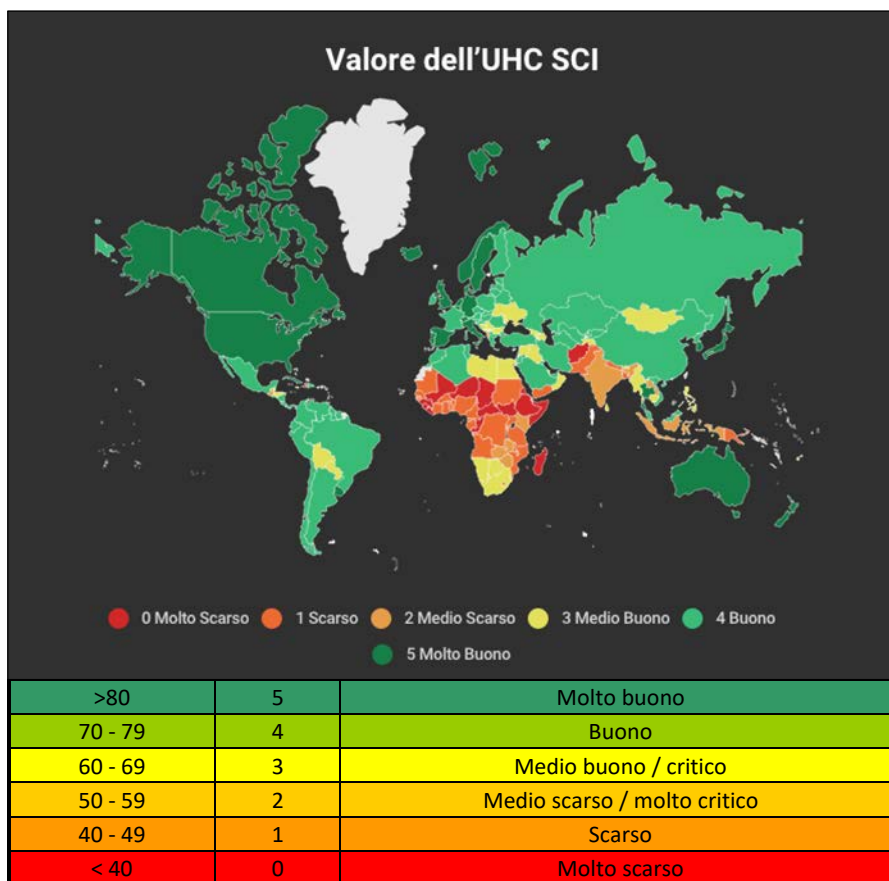 Valore dell'UHC SCI
0 Molto Scarso 1 Scarso 2 Medio Scarso 3 Medio Buono 4 Buono
5 Molto Buono
>80 5 Molto buono
70 - 79 4 Buono
60 - 69 3 Medio buono / critico
50 - 59 2 Medio scarso / molto critico
40 - 49 1 Scarso
< 40 0 Molto scarso